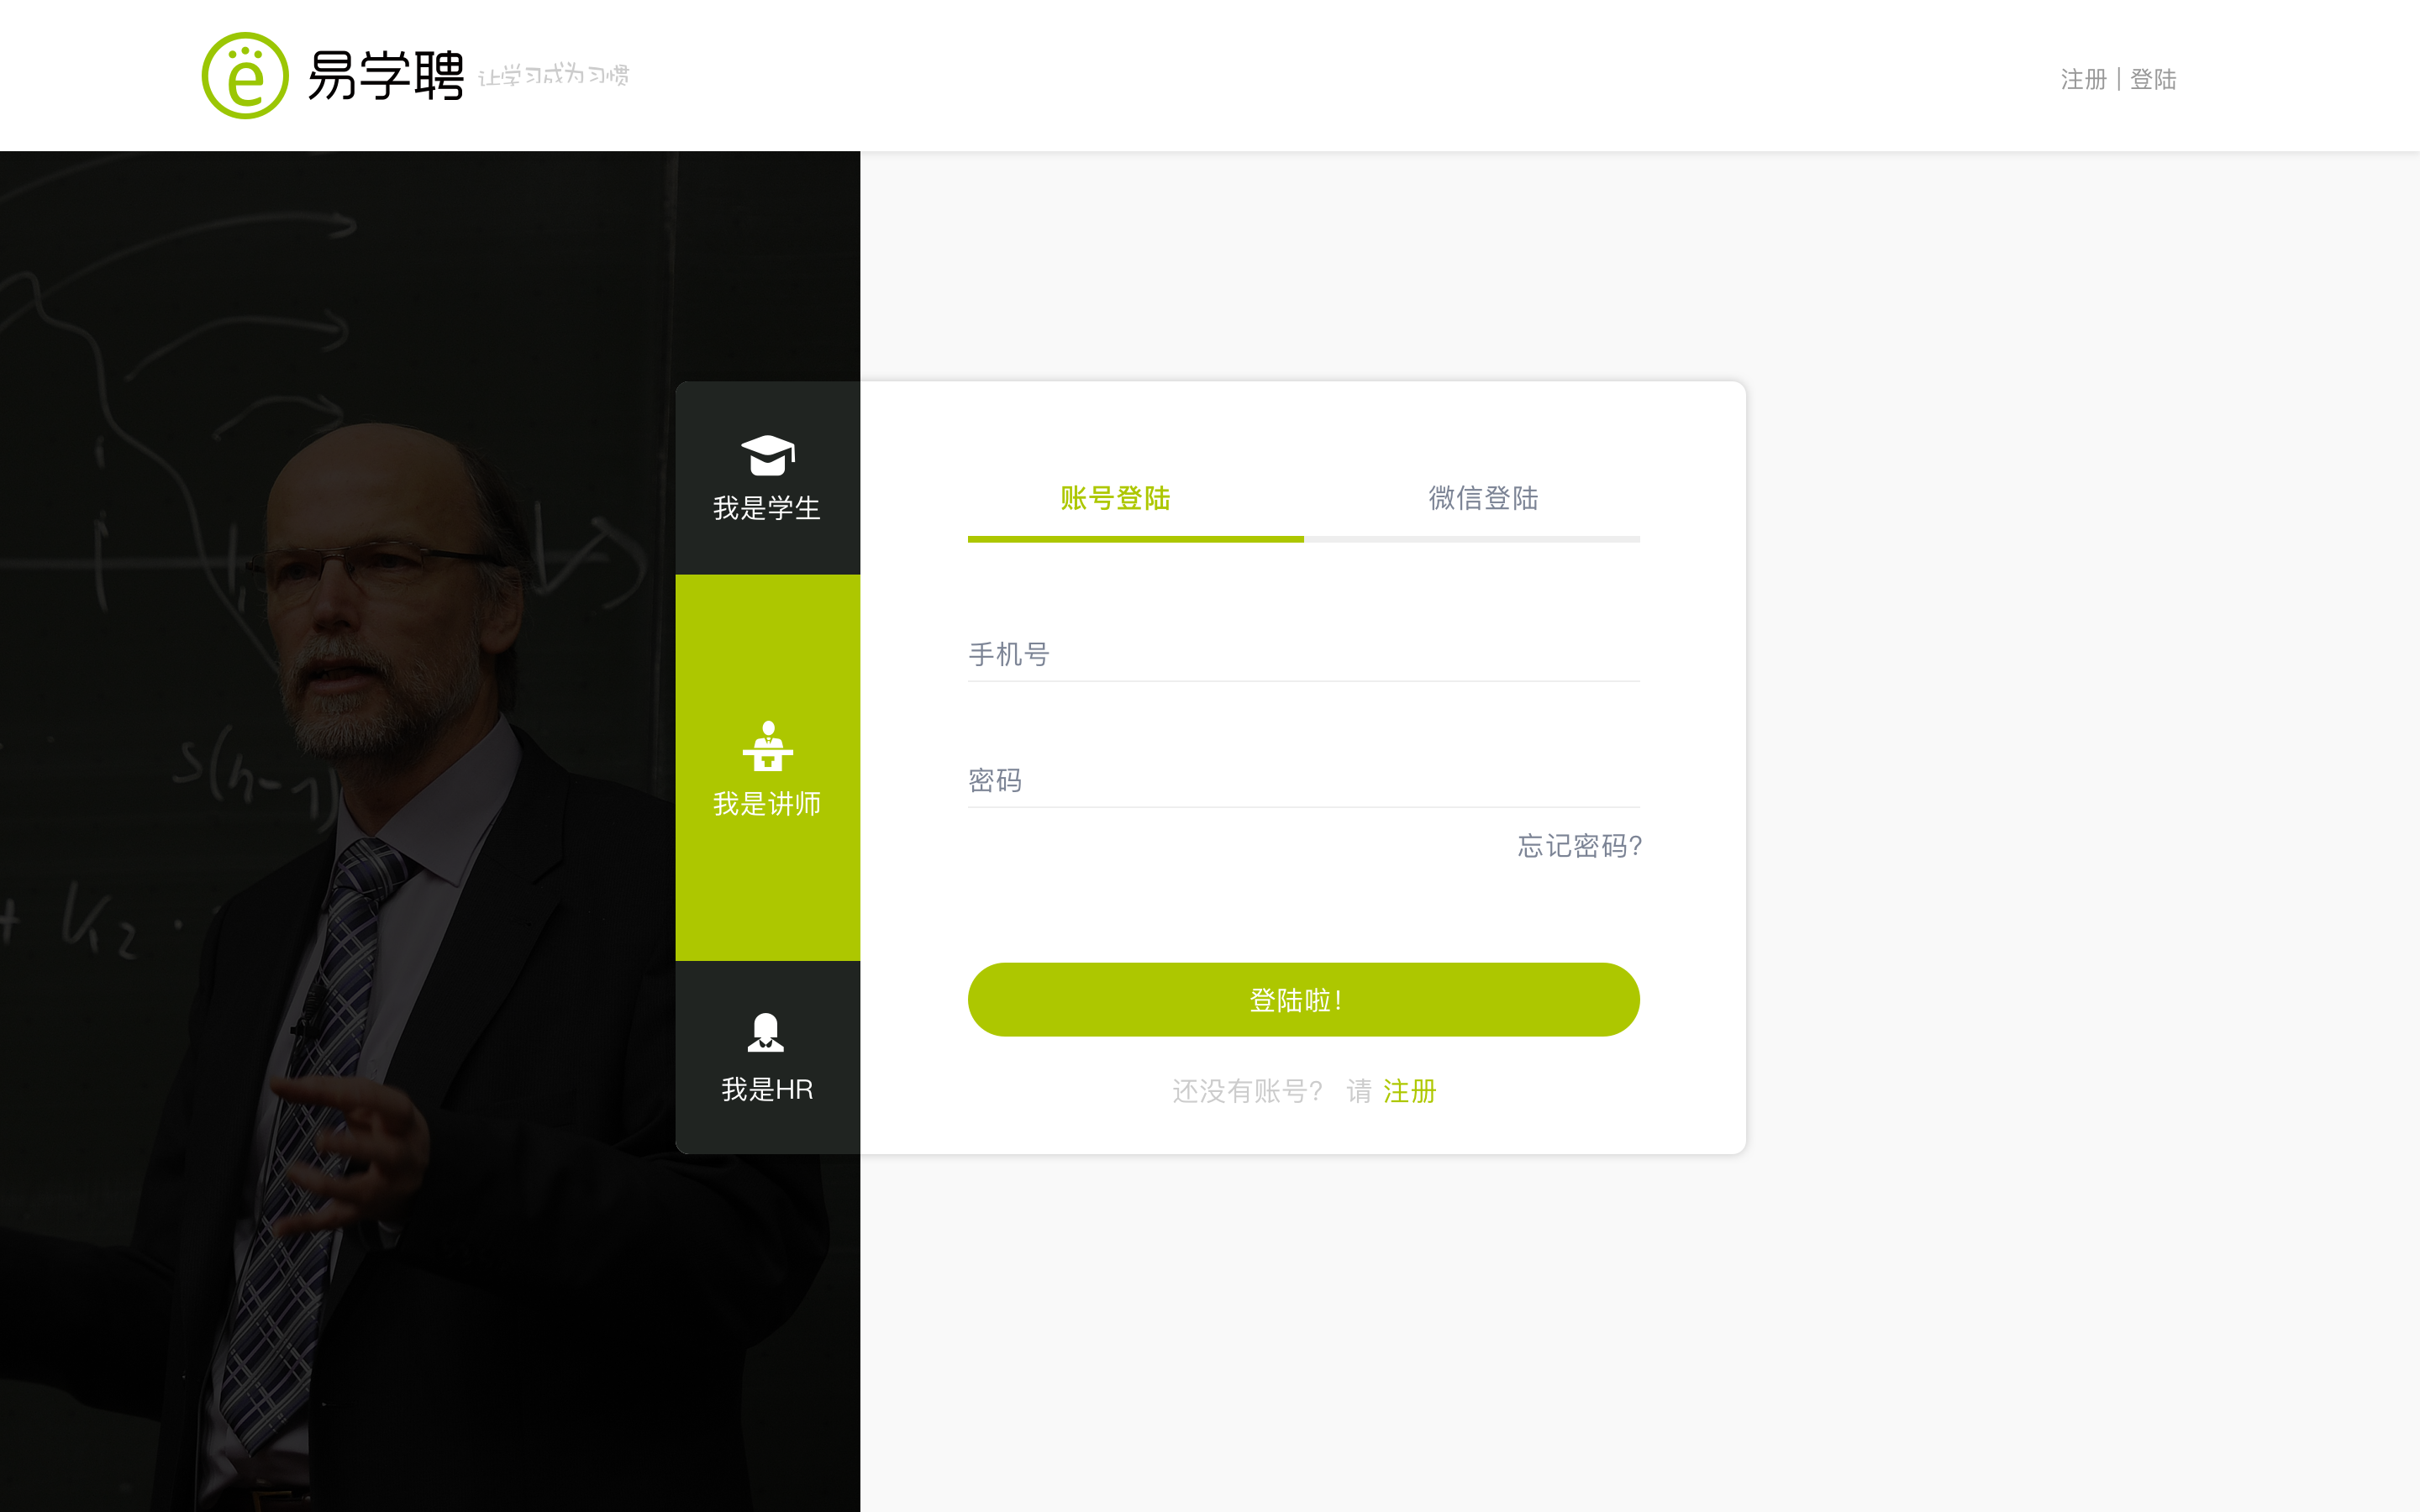 ë 易学聘 让学习成为习惯
注册 | 登陆
我是学生
我是讲师
我是HR
账号登陆 微信登陆
手机号
密码
忘记密码?
登陆啦!
还没有账号? 请 注册
s(n-1)
+ K₂ ·